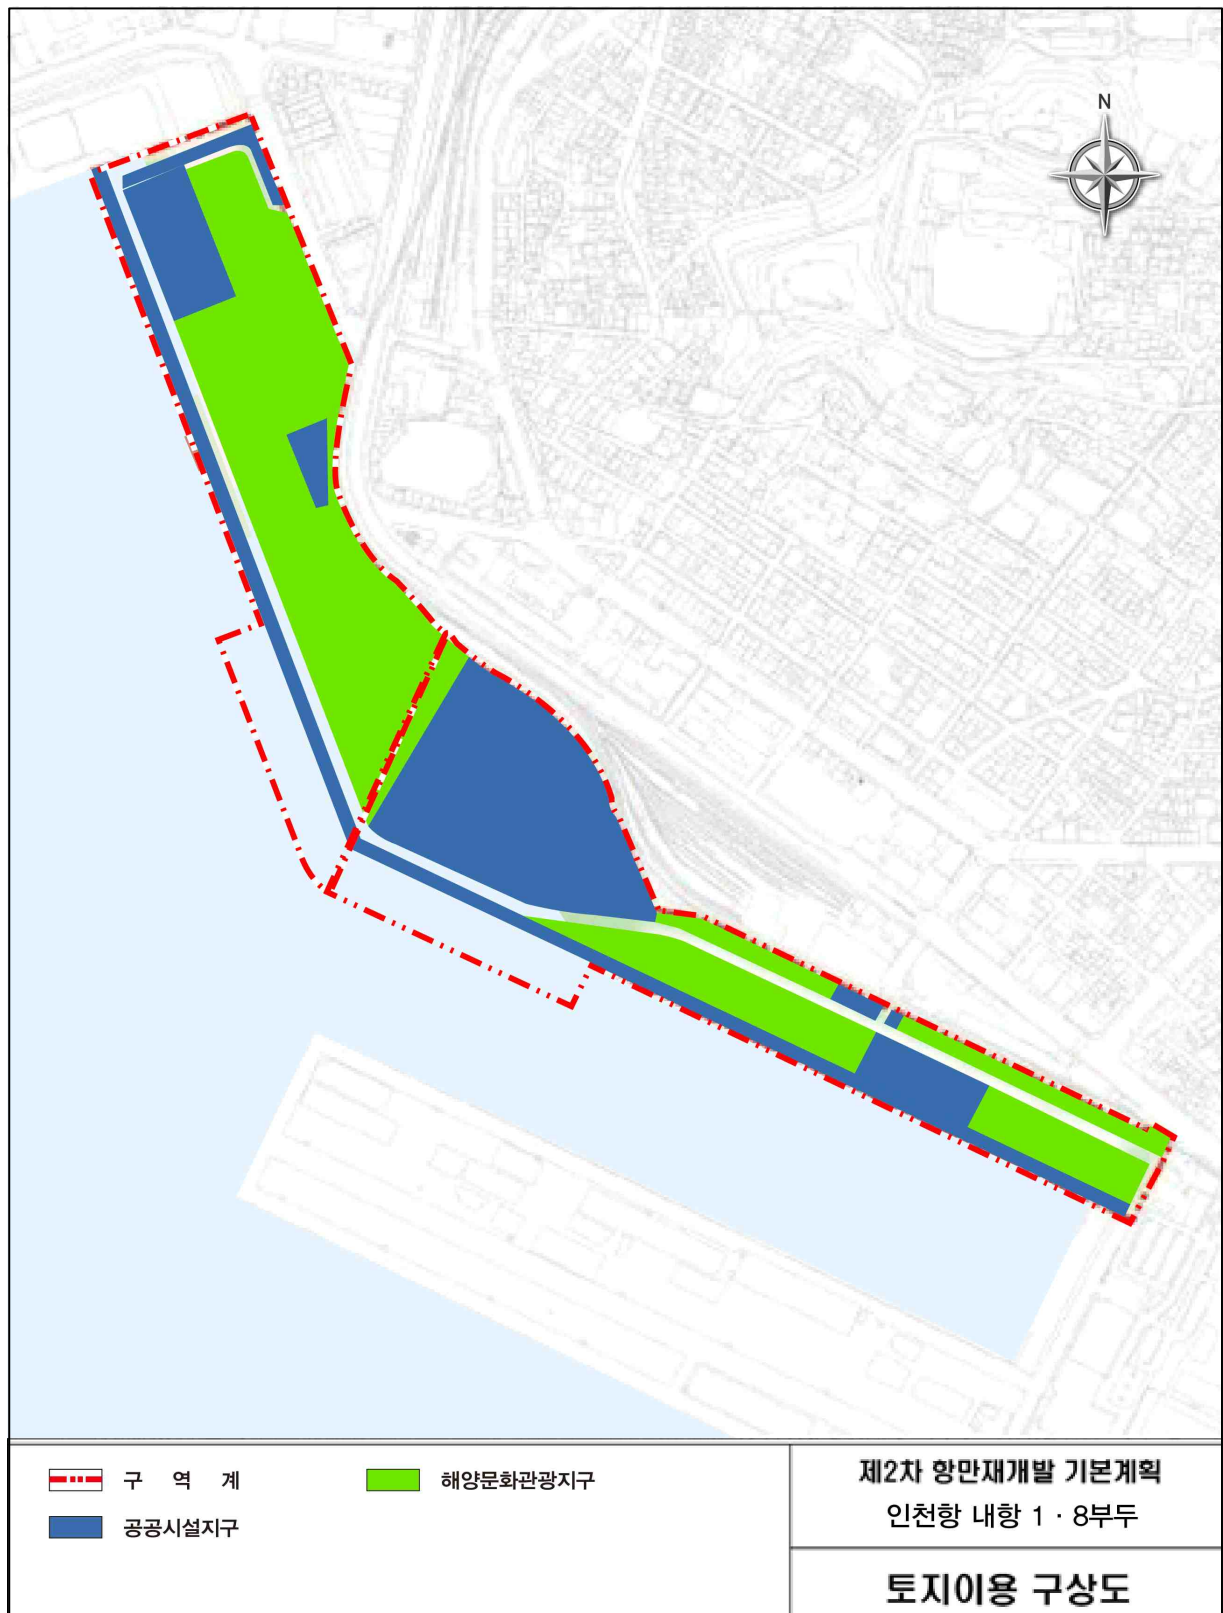 N
구 역 계
해양문화관광지구
공공시설지구
제2차 항만재개발 기본계획
인천항 내항 1 · 8부두
토지이용 구상도